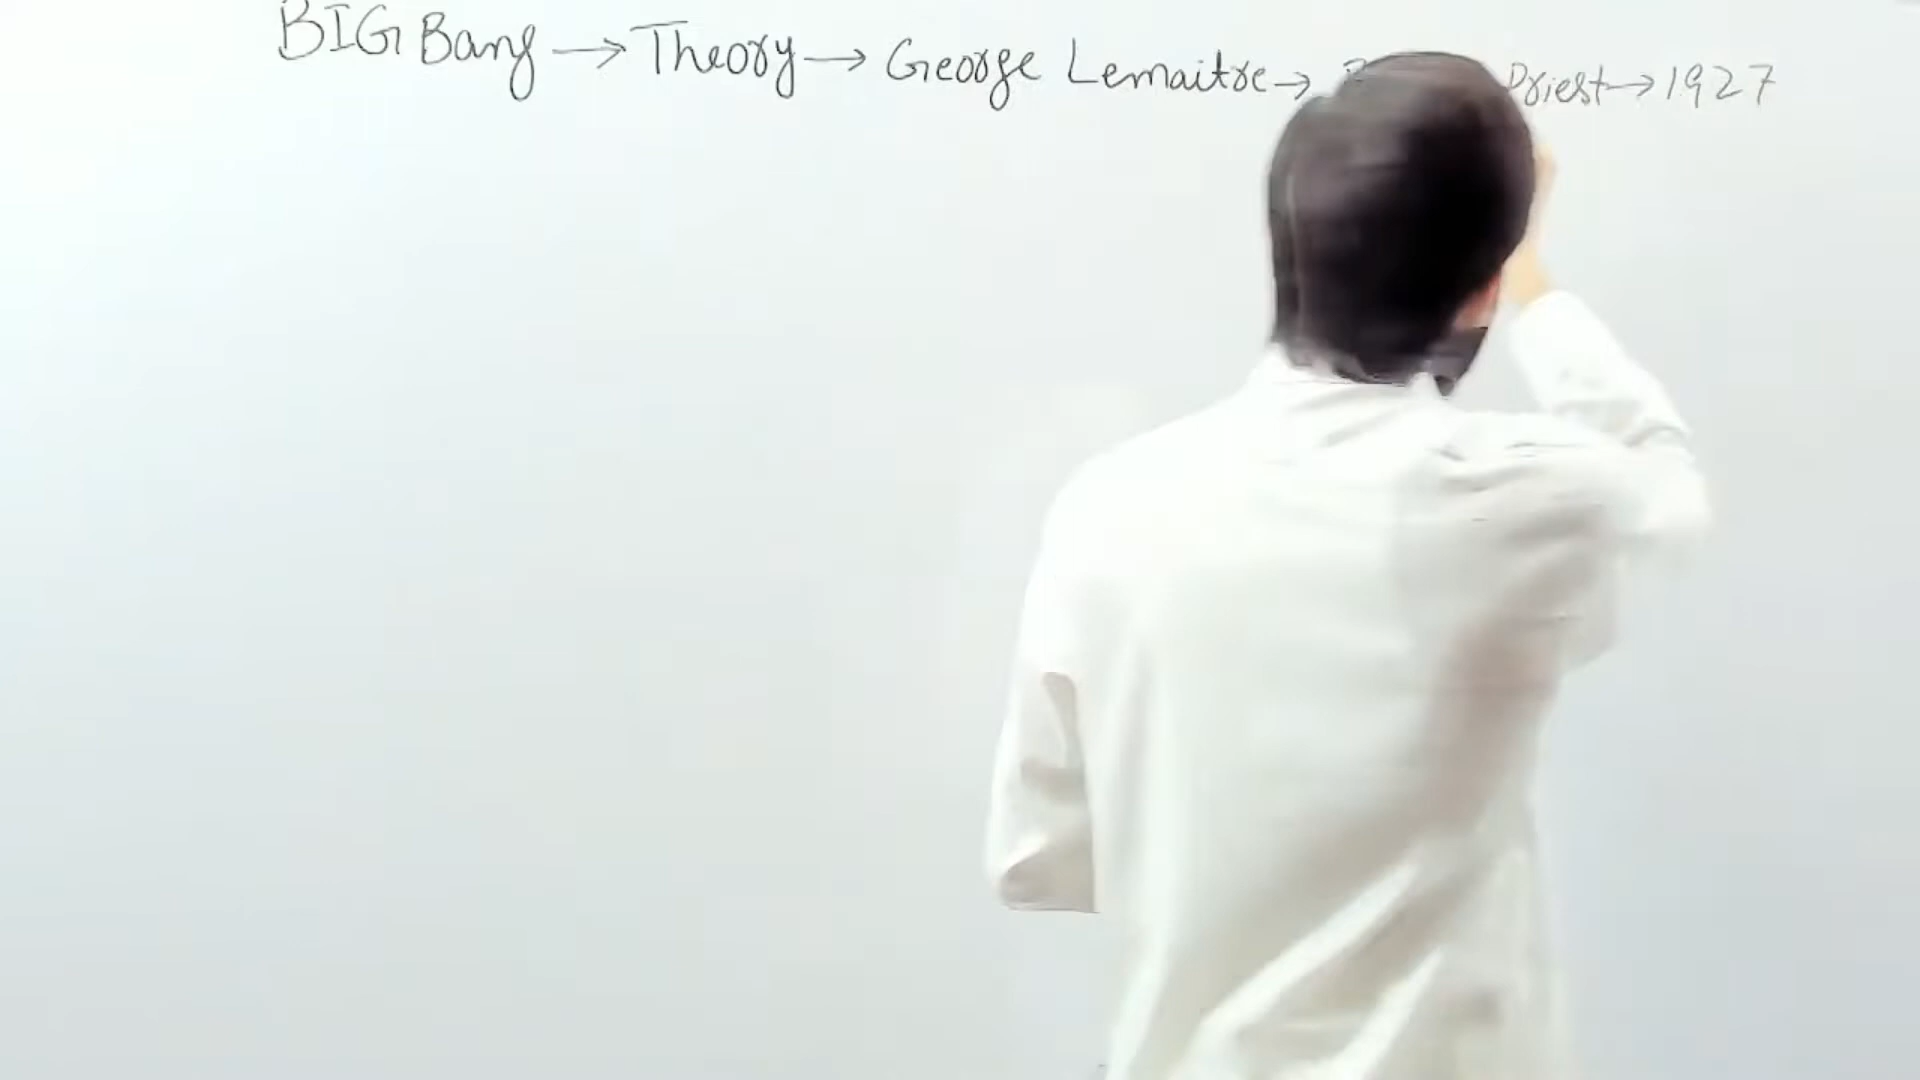 BIG Bang → Theory → George Lemaitre → Priest → 1927